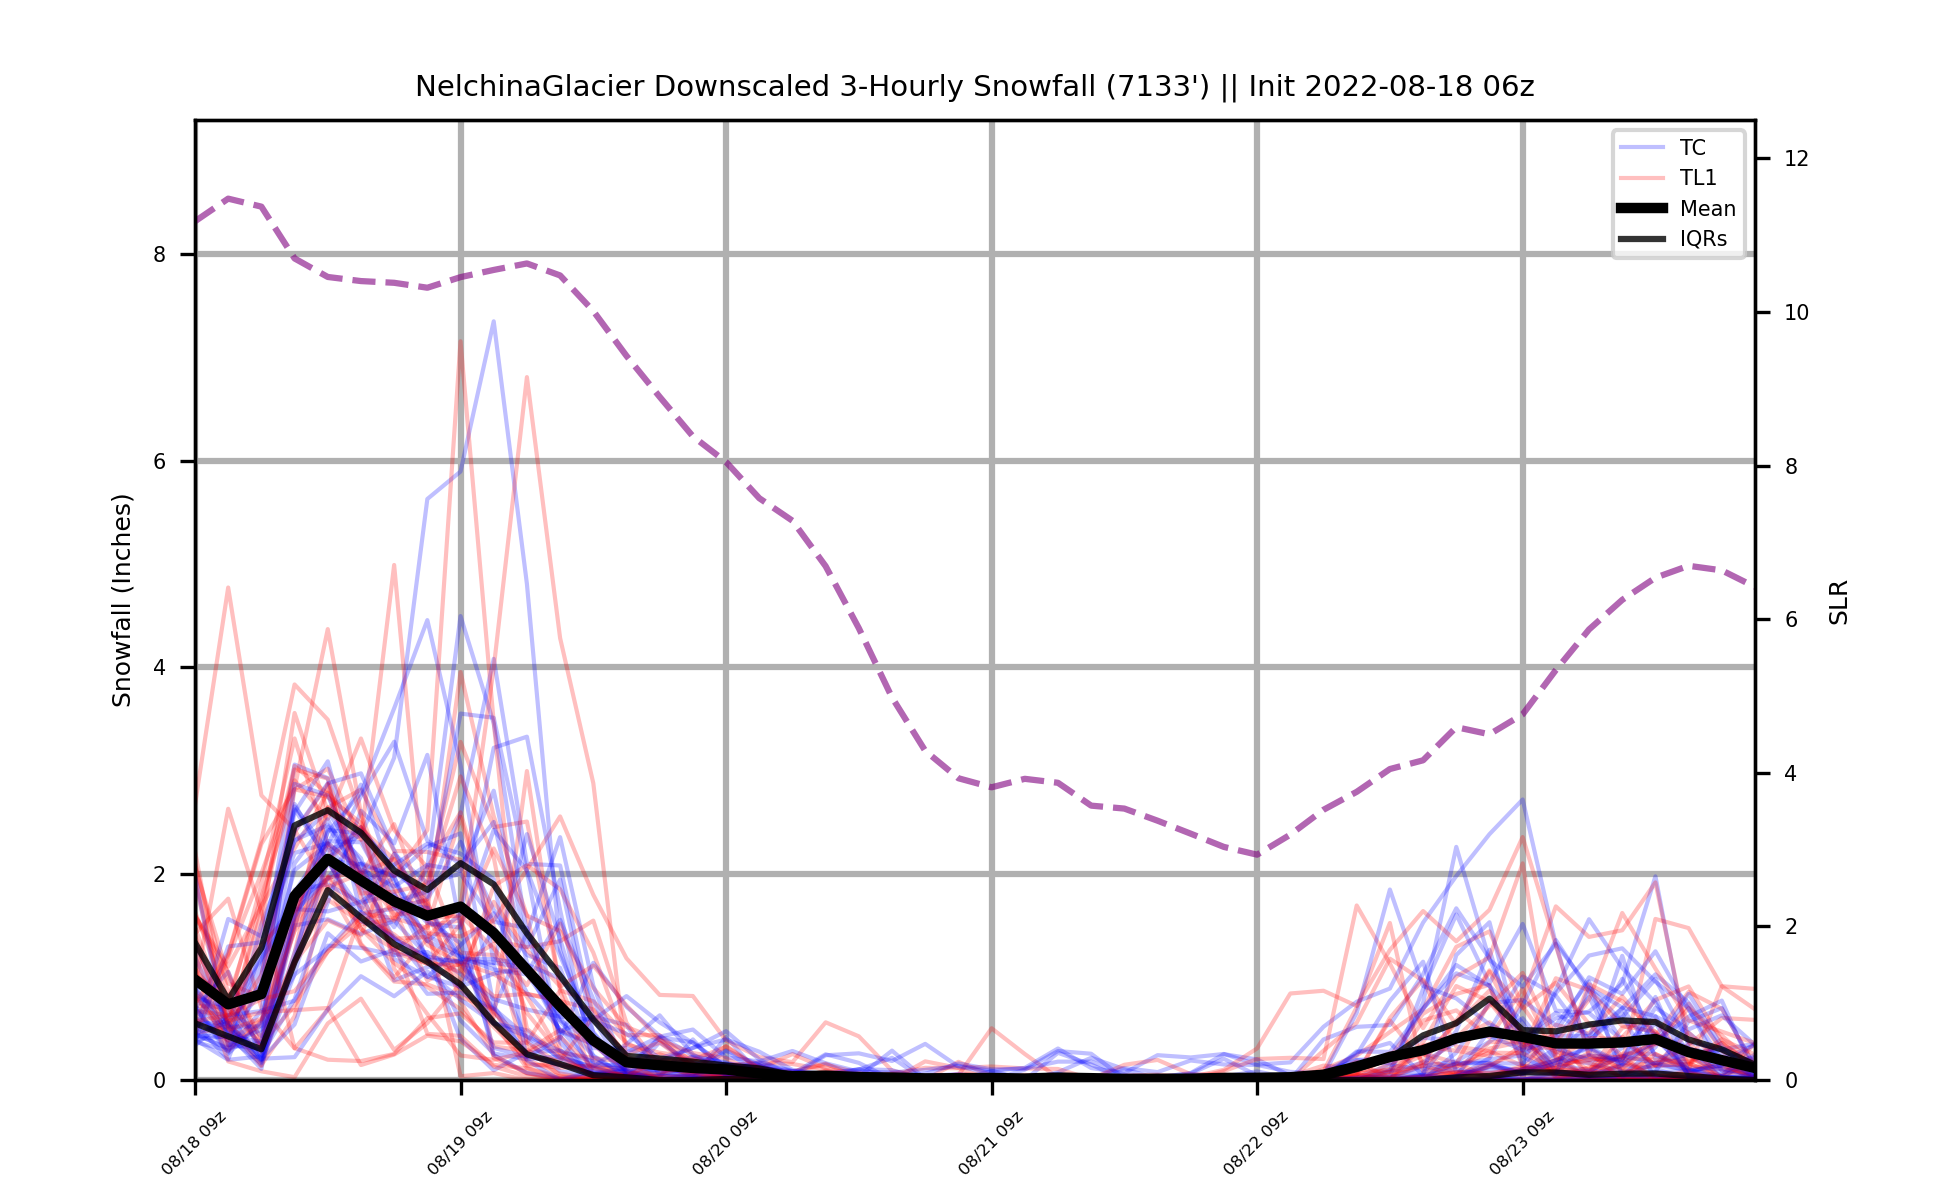 NelchinaGlacier Downscaled 3-Hourly Snowfall (7133') || Init 2022-08-18 06z
TC
TL1
Mean
IQRs
Snowfall (Inches)
8
6
4
2
0
SLR
12
10
8
6
4
2
0
08/18 09z
08/19 09z
08/20 09z
08/21 09z
08/22 09z
08/23 09z